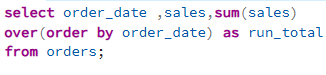 select order_date ,sales,sum(sales)
over(order by order_date) as run_total
from orders;